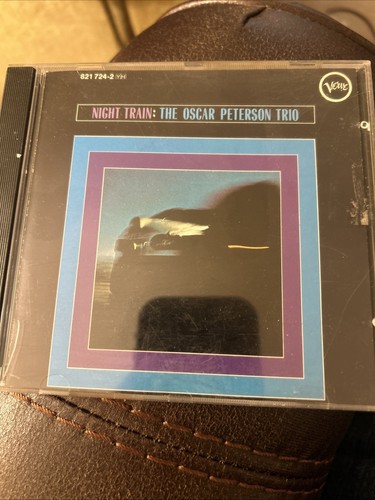 821 724-2
Verve
NIGHT TRAIN: THE OSCAR PETERSON TRIO